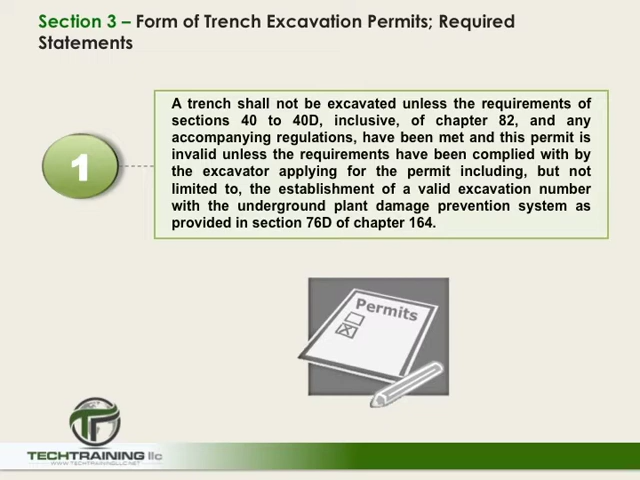 Section 3 – Form of Trench Excavation Permits; Required
Statements
A trench shall not be excavated unless the requirements of
sections 40 to 40D, inclusive, of chapter 82, and any
accompanying regulations, have been met and this permit is
invalid unless the requirements have been complied with by
the excavator applying for the permit including, but not
limited to, the establishment of a valid excavation number
with the underground plant damage prevention system as
provided in section 76D of chapter 164.
1
Permits
TECHTRAINING llc
WWW.TECHTRAININGLLC.NET